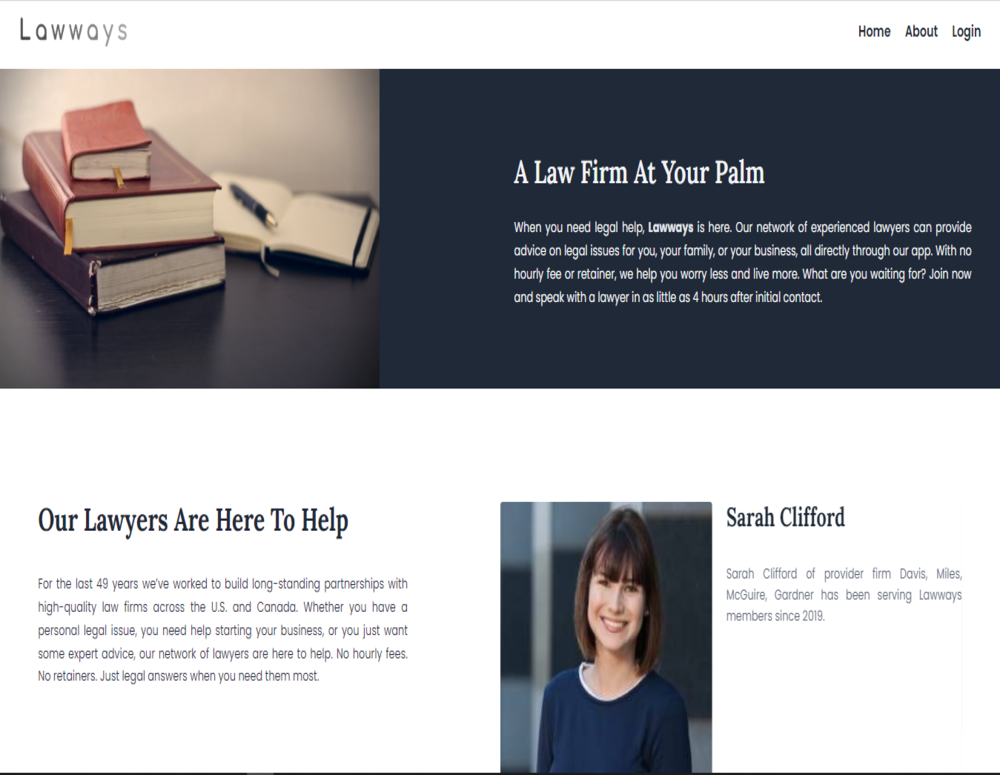 Lawways
Home About Login
A Law Firm At Your Palm
When you need legal help, Lawways is here. Our network of experienced lawyers can provide
advice on legal issues for you, your family, or your business, all directly through our app. With no
hourly fee or retainer, we help you worry less and live more. What are you waiting for? Join now
and speak with a lawyer in as little as 4 hours after initial contact.
Our Lawyers Are Here To Help
For the last 49 years we've worked to build long-standing partnerships with
high-quality law firms across the U.S. and Canada. Whether you have a
personal legal issue, you need help starting your business, or you just want
some expert advice, our network of lawyers are here to help. No hourly fees.
No retainers. Just legal answers when you need them most.
Sarah Clifford
Sarah Clifford of provider firm Davis, Miles,
McGuire, Gardner has been serving Lawways
members since 2019.